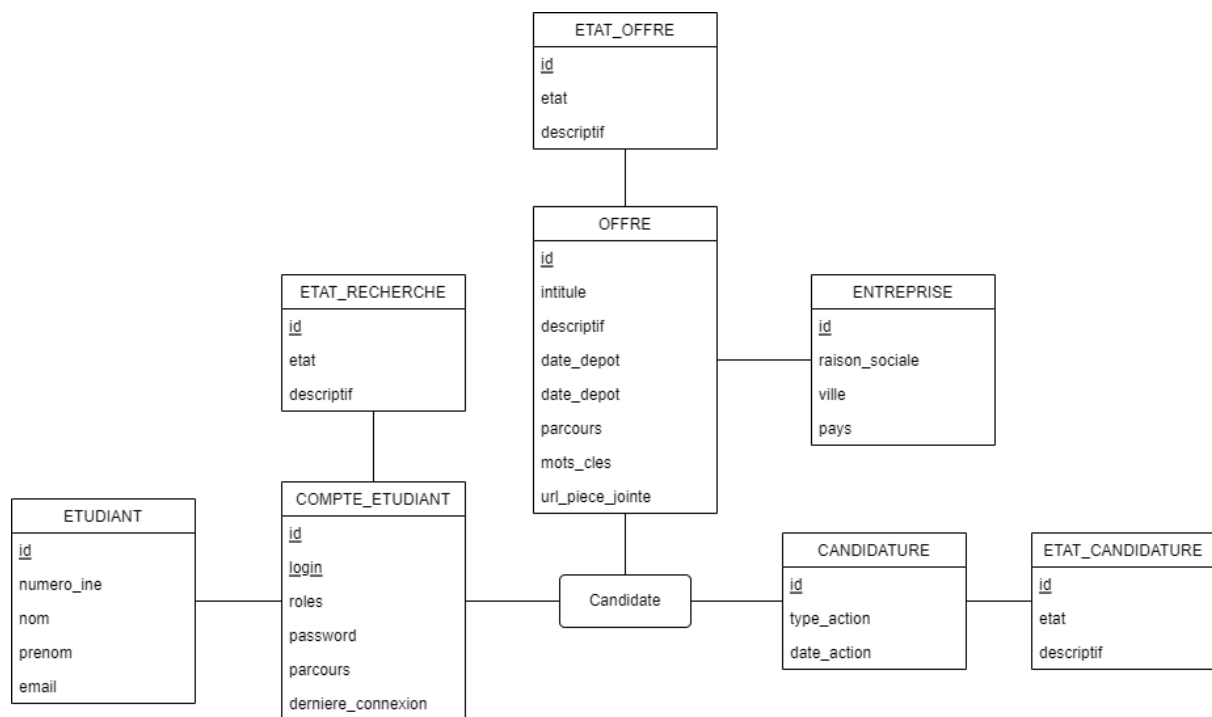 ETAT_OFFRE
id
etat
descriptif
OFFRE
id
intitule
descriptif
date_depot
date_depot
parcours
mots_cles
url_piece_jointe
ENTREPRISE
id
raison_sociale
ville
pays
ETAT_RECHERCHE
id
etat
descriptif
ETUDIANT
id
numero_ine
nom
prenom
email
COMPTE_ETUDIANT
id
login
roles
password
parcours
derniere_connexion
Candidate
CANDIDATURE
id
type_action
date_action
ETAT_CANDIDATURE
id
etat
descriptif